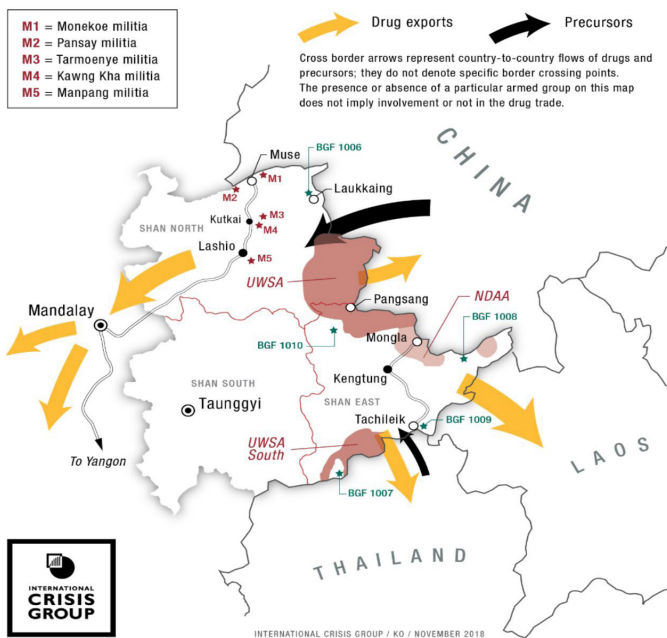 M1 = Monekoe militia
M2 = Pansay militia
M3 = Tarmoenye militia
M4 = Kawng Kha militia
M5 = Manpang militia
Drug exports
Precursors
Cross border arrows represent country-to-country flows of drugs and
precursors; they do not denote specific border crossing points.
The presence or absence of a particular armed group on this map
does not imply involvement or not in the drug trade.
CHINA
BGF 1006
Muse
M1
M2
Laukkaing
SHAN NORTH
Kutkai
M3
M4
Lashio
M5
UWSA
Mandalay
Pangsang
NDAA
BGF 1010
Mongla
BGF 1008
Kengtung
SHAN SOUTH
SHAN EAST
Taunggyi
Tachileik
BGF 1009
UWSA
South
To Yangon
BGF 1007
LAOS
THAILAND
INTERNATIONAL
CRISIS
GROUP
INTERNATIONAL CRISIS GROUP / KO / NOVEMBER 2018